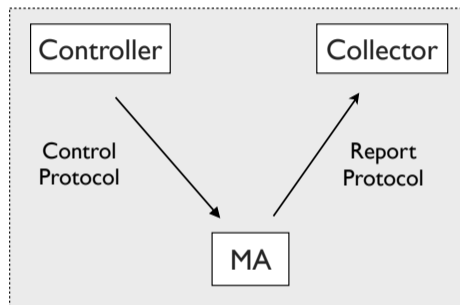 Controller
Collector
Control
Protocol
Report
Protocol
MA